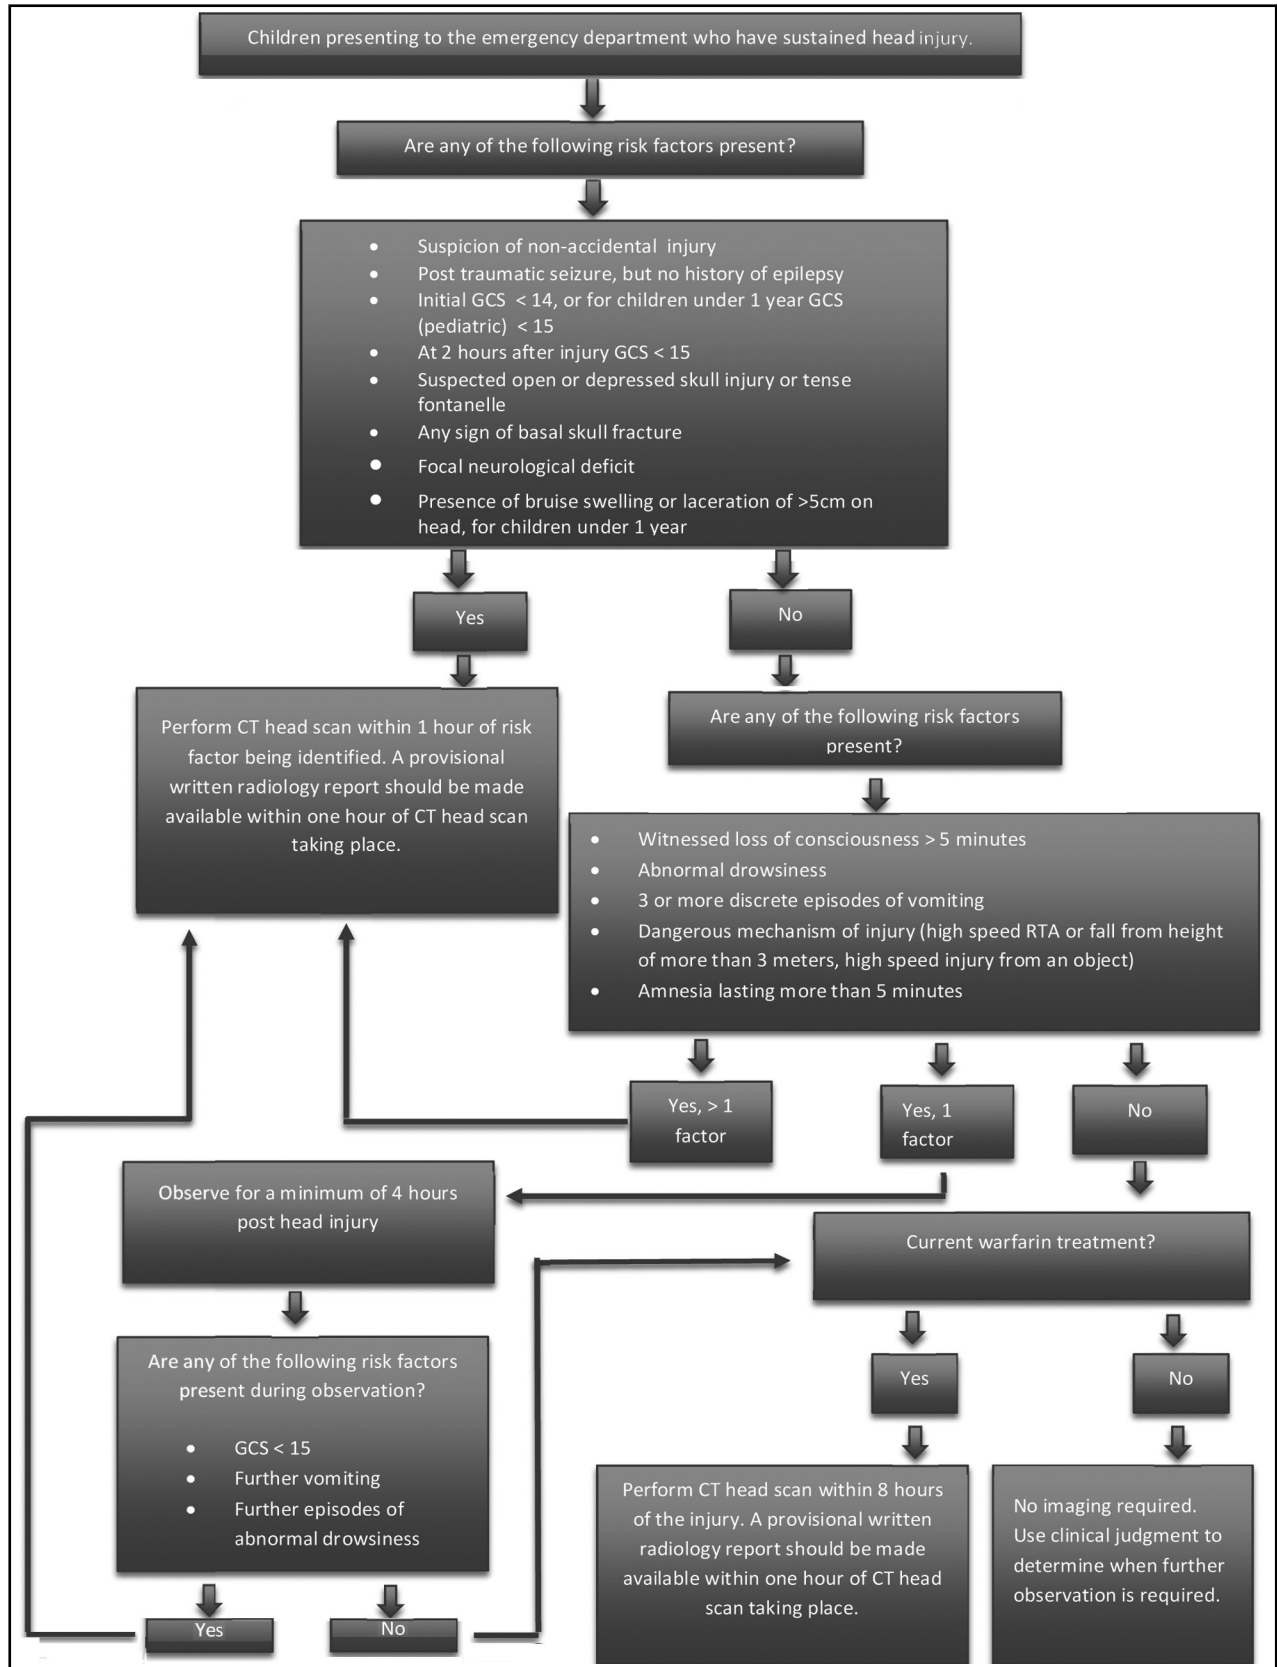 Children presenting to the emergency department who have sustained head injury.
Are any of the following risk factors present?
• Suspicion of non-accidental injury
• Post traumatic seizure, but no history of epilepsy
• Initial GCS < 14, or for children under 1 year GCS
(pediatric) < 15
• At 2 hours after injury GCS < 15
• Suspected open or depressed skull injury or tense
fontanelle
• Any sign of basal skull fracture
• Focal neurological deficit
• Presence of bruise swelling or laceration of >5cm on
head, for children under 1 year
Yes
No
Perform CT head scan within 1 hour of risk
factor being identified. A provisional
written radiology report should be made
available within one hour of CT head scan
taking place.
Are any of the following risk factors
present?
• Witnessed loss of consciousness > 5 minutes
• Abnormal drowsiness
• 3 or more discrete episodes of vomiting
• Dangerous mechanism of injury (high speed RTA or fall from height
of more than 3 meters, high speed injury from an object)
• Amnesia lasting more than 5 minutes
Yes, > 1
factor
Yes, 1
factor
No
Observe for a minimum of 4 hours
post head injury
Current warfarin treatment?
Are any of the following risk factors
present during observation?
• GCS < 15
• Further vomiting
• Further episodes of
abnormal drowsiness
Yes
No
Yes
No
Perform CT head scan within 8 hours
of the injury. A provisional written
radiology report should be made
available within one hour of CT head
scan taking place.
No imaging required.
Use clinical judgment to
determine when further
observation is required.